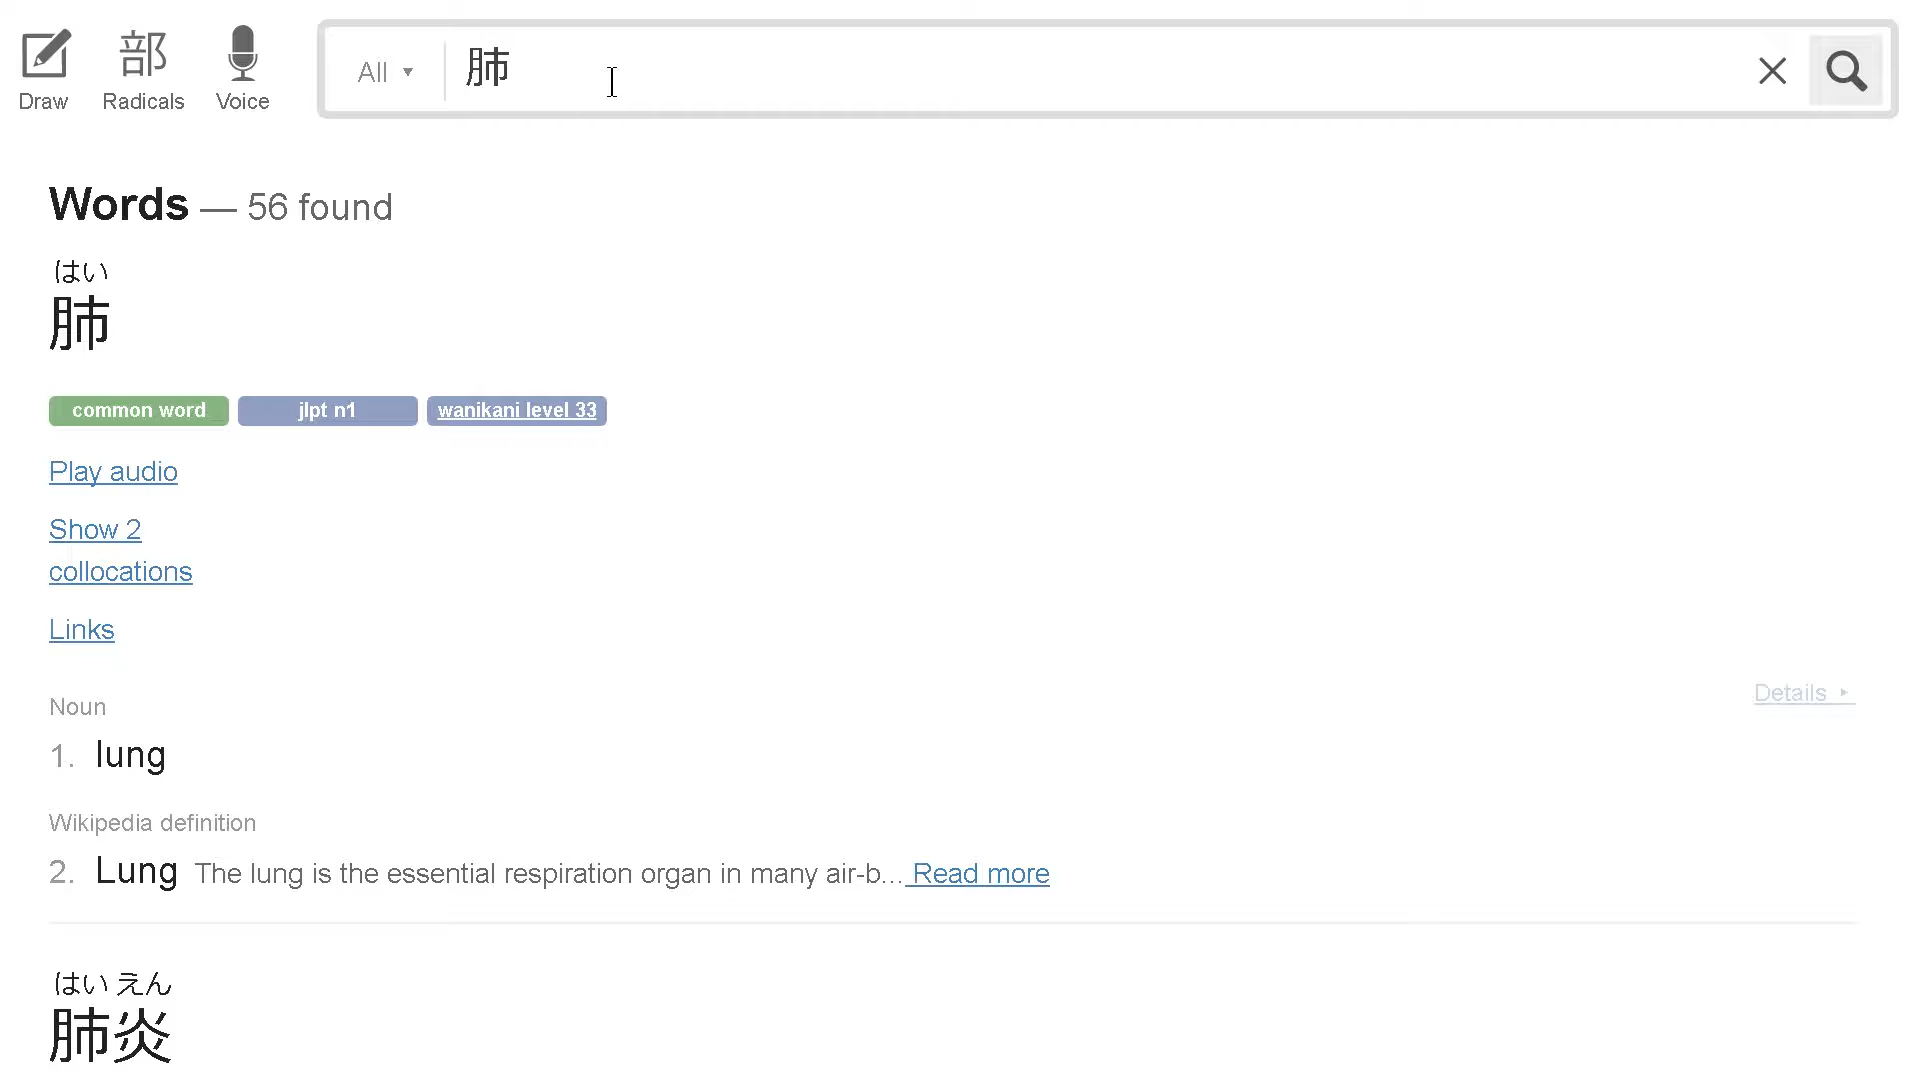 Draw
部
Radicals
Voice
All ▼
肺
Words — 56 found
はい
肺
common word
jlpt n1
wanikani level 33
Play audio
Show 2
collocations
Links
Details ▸
Noun
1. lung
Wikipedia definition
2. Lung The lung is the essential respiration organ in many air-b... Read more
はい えん
肺炎